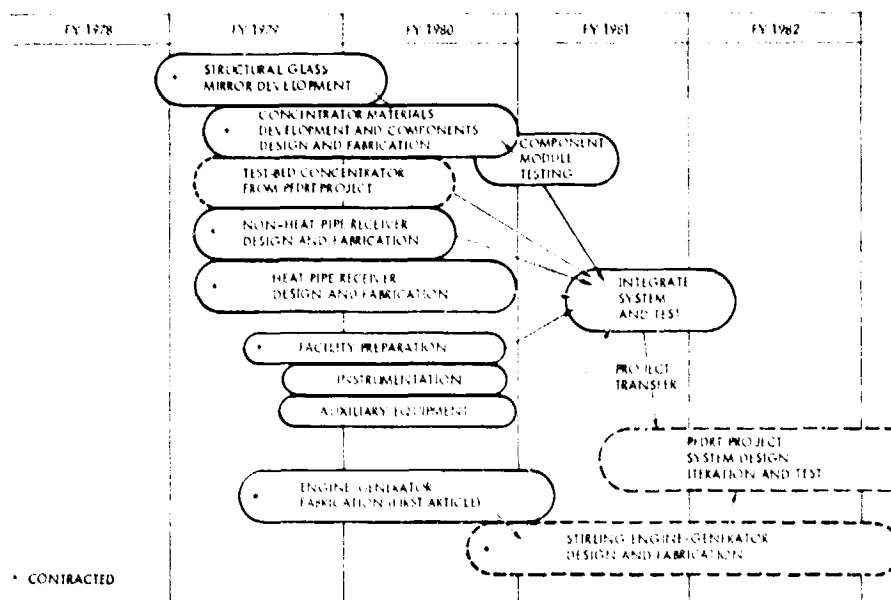 FY 1978 FY 1979 FY 1980 FY 1981 FY 1982
• STRUCTURAL GLASS
MIRROR DEVELOPMENT
• CONCENTRATOR MATERIALS
DEVELOPMENT AND COMPONENTS
DESIGN AND FABRICATION
COMPONENT
MODULE
TESTING
TEST-BED CONCENTRATOR
FROM PFDRT PROJECT
• NON-HEAT PIPE RECEIVER
DESIGN AND FABRICATION
• HEAT PIPE RECEIVER
DESIGN AND FABRICATION
INTEGRATE
SYSTEM
AND TEST
• FACILITY PREPARATION
INSTRUMENTATION
AUXILIARY EQUIPMENT
PROJECT
TRANSFER
PFDRT PROJECT
SYSTEM DESIGN
ITERATION AND TEST
• ENGINE-GENERATOR
FABRICATION (FIRST ARTICLE)
• STIRLING ENGINE-GENERATOR
DESIGN AND FABRICATION
• CONTRACTED